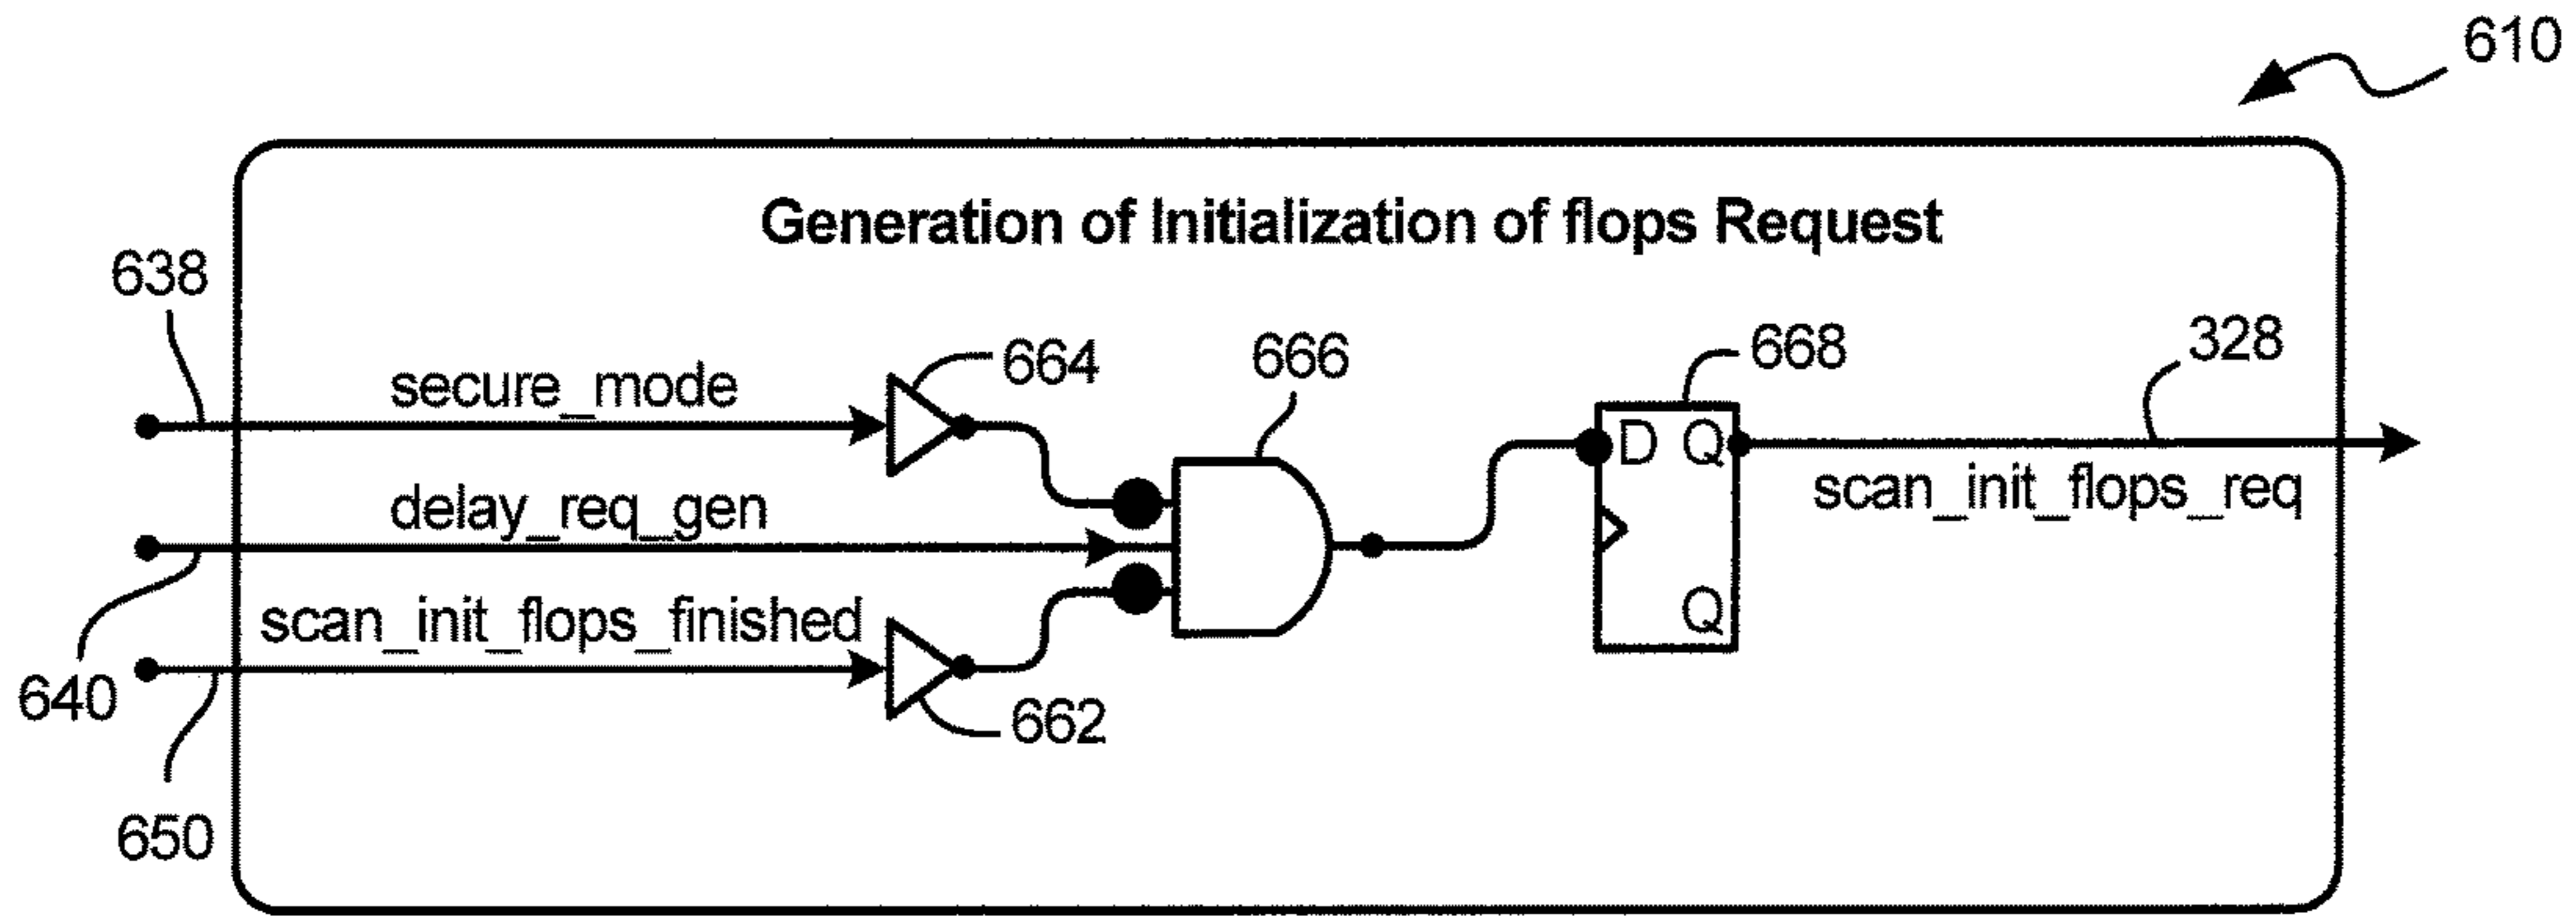 610
Generation of Initialization of flops Request
638
secure_mode
664
666
668
328
delay_req_gen
D Q
scan_init_flops_req
640
scan_init_flops_finished
Q
650
662